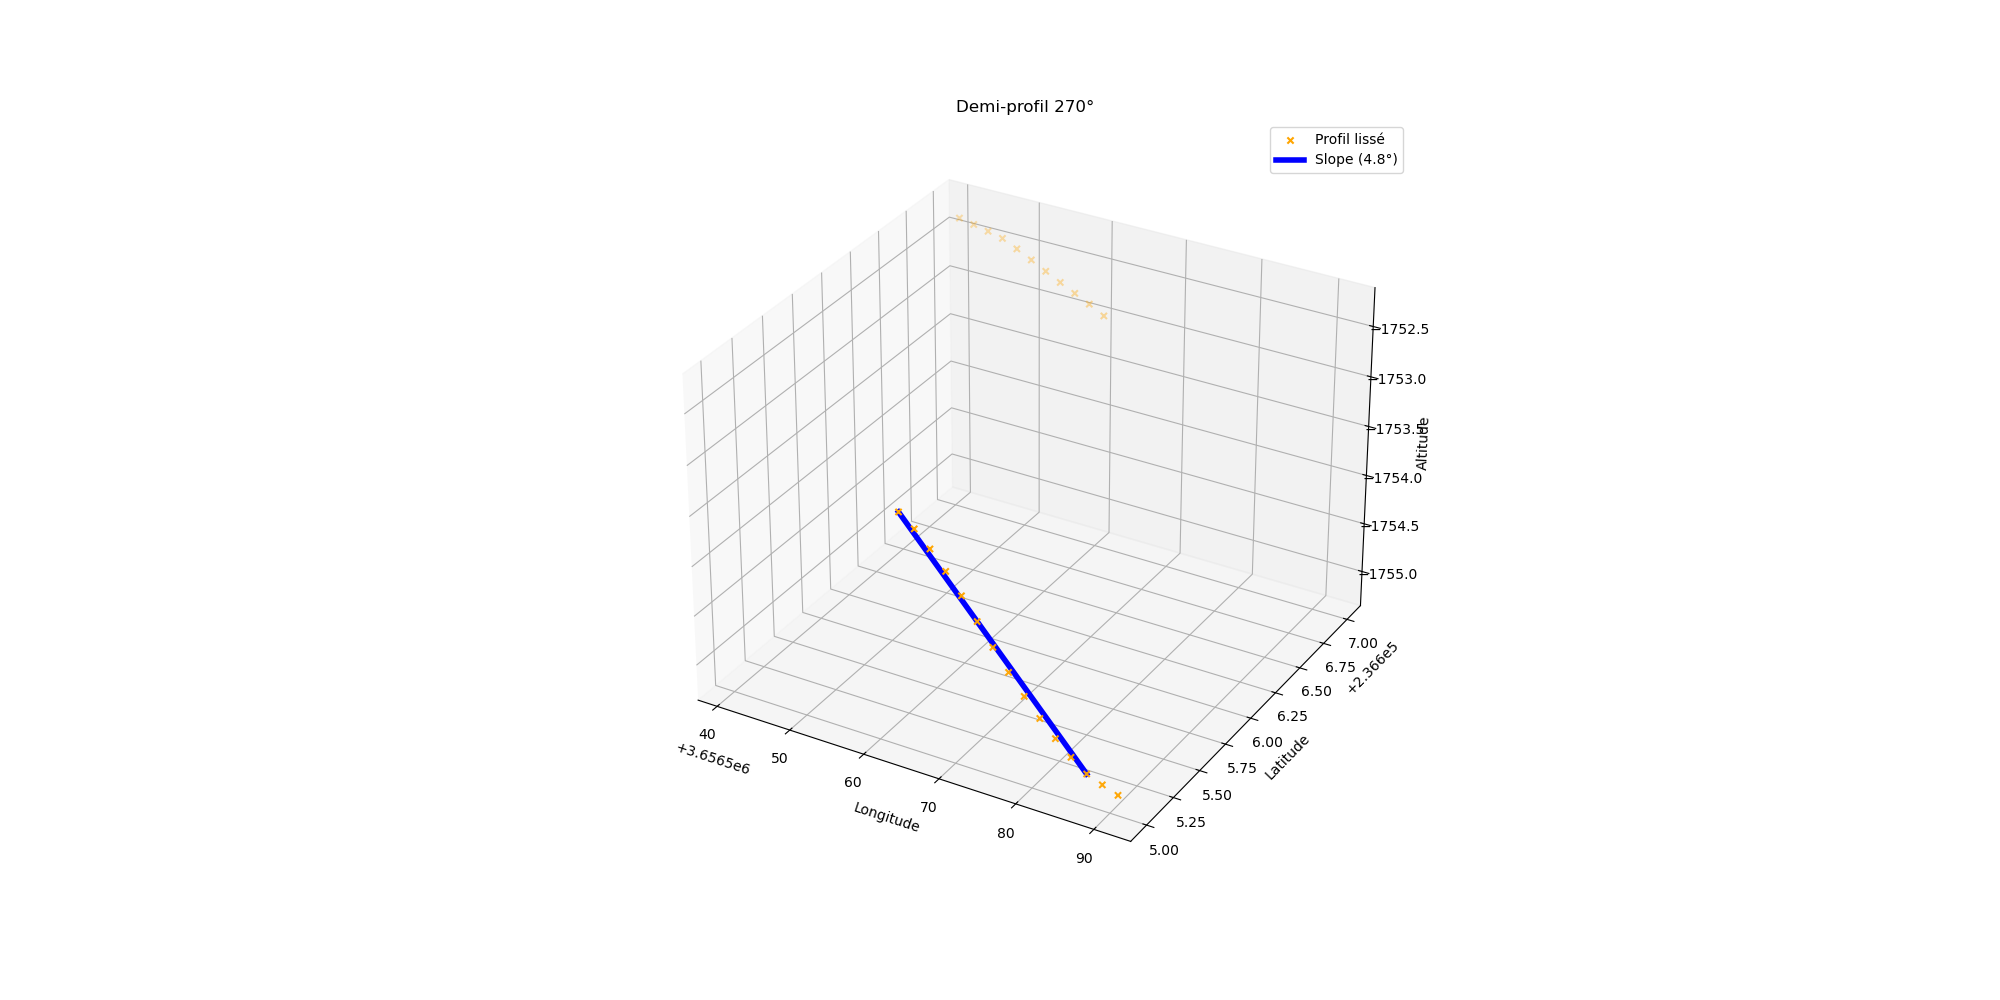 Demi-profil 270°
Profil lissé
Slope (4.8°)
−1752.5
−1753.0
−1753.5
−1754.0
−1754.5
−1755.0
Altitude
7.00
6.75
6.50
6.25
6.00
5.75
5.50
5.25
5.00
+2.366e5
Latitude
40
50
60
70
80
90
+3.6565e6
Longitude